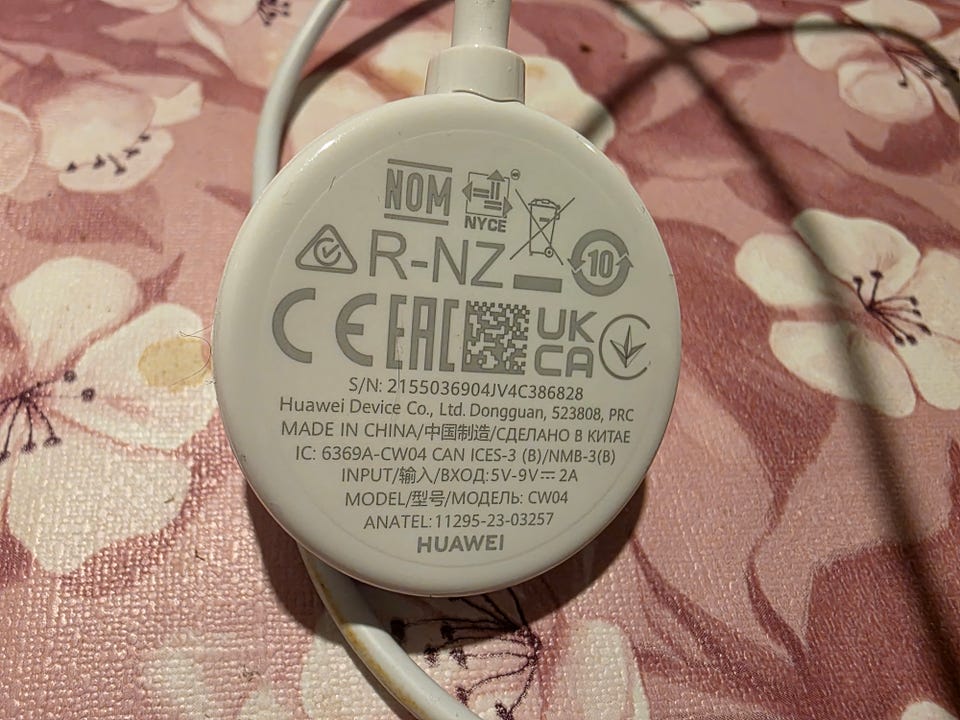 NOM NYCE
R-NZ 10
CE EAC UK CA
S/N: 2155036904JV4C386828
Huawei Device Co., Ltd. Dongguan, 523808, PRC
MADE IN CHINA/中国制造/СДЕЛАНО В КИТАЕ
IC: 6369A-CW04 CAN ICES-3 (B)/NMB-3(B)
INPUT/输入/ВХОД:5V-9V⎓2A
MODEL/型号/МОДЕЛЬ: CW04
ANATEL:11295-23-03257
HUAWEI